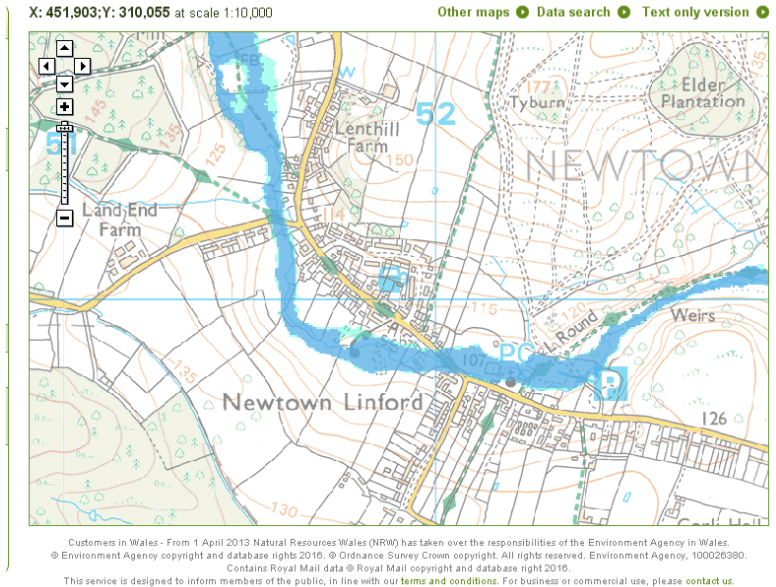 X: 451,903;Y: 310,055 at scale 1:10,000
Other maps Data search Text only version
Mill
FB
W
52
177
Tyburn
Elder
Plantation
145
145
51
125
Lenthill
Farm
150
NEWTOWN
Land End
Farm
114
115
120
L Round
Weirs
PC
107
P
135
Newtown Linford
126
130
Customers in Wales - From 1 April 2013 Natural Resources Wales (NRW) has taken over the responsibilities of the Environment Agency in Wales.
© Environment Agency copyright and database rights 2016. © Ordnance Survey Crown copyright. All rights reserved. Environment Agency, 100026380.
Contains Royal Mail data © Royal Mail copyright and database right 2016.
This service is designed to inform members of the public, in line with our terms and conditions. For business or commercial use, please contact us.